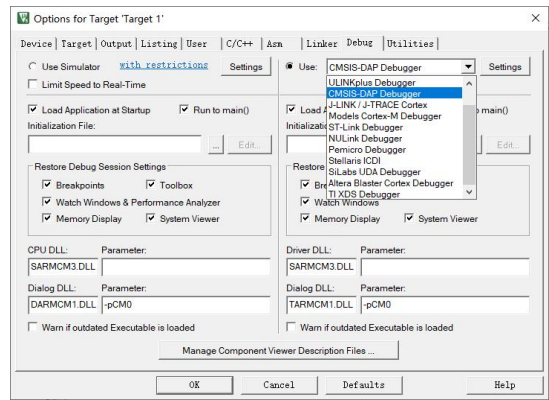 Options for Target 'Target 1'
Device Target Output Listing User C/C++ Asm Linker Debug Utilities
Use Simulator with restrictions Settings
Limit Speed to Real-Time
Load Application at Startup Run to main()
Initialization File:
... Edit...
Restore Debug Session Settings
Breakpoints Toolbox
Watch Windows & Performance Analyzer
Memory Display System Viewer
CPU DLL: Parameter:
SARMCM3.DLL
Dialog DLL: Parameter:
DARMCM1.DLL -pCM0
Warn if outdated Executable is loaded
Use: CMSIS-DAP Debugger Settings
ULINKplus Debugger
CMSIS-DAP Debugger
J-LINK / J-TRACE Cortex
Models Cortex-M Debugger
ST-Link Debugger
NULink Debugger
Pemicro Debugger
Stellaris ICDI
SiLabs UDA Debugger
Altera Blaster Cortex Debugger
TI XDS Debugger
Load main()
Edit...
Restore
Watch Windows
Memory Display System Viewer
Driver DLL: Parameter:
SARMCM3.DLL
Dialog DLL: Parameter:
TARMCM1.DLL -pCM0
Warn if outdated Executable is loaded
Manage Component Viewer Description Files ...
OK Cancel Defaults Help